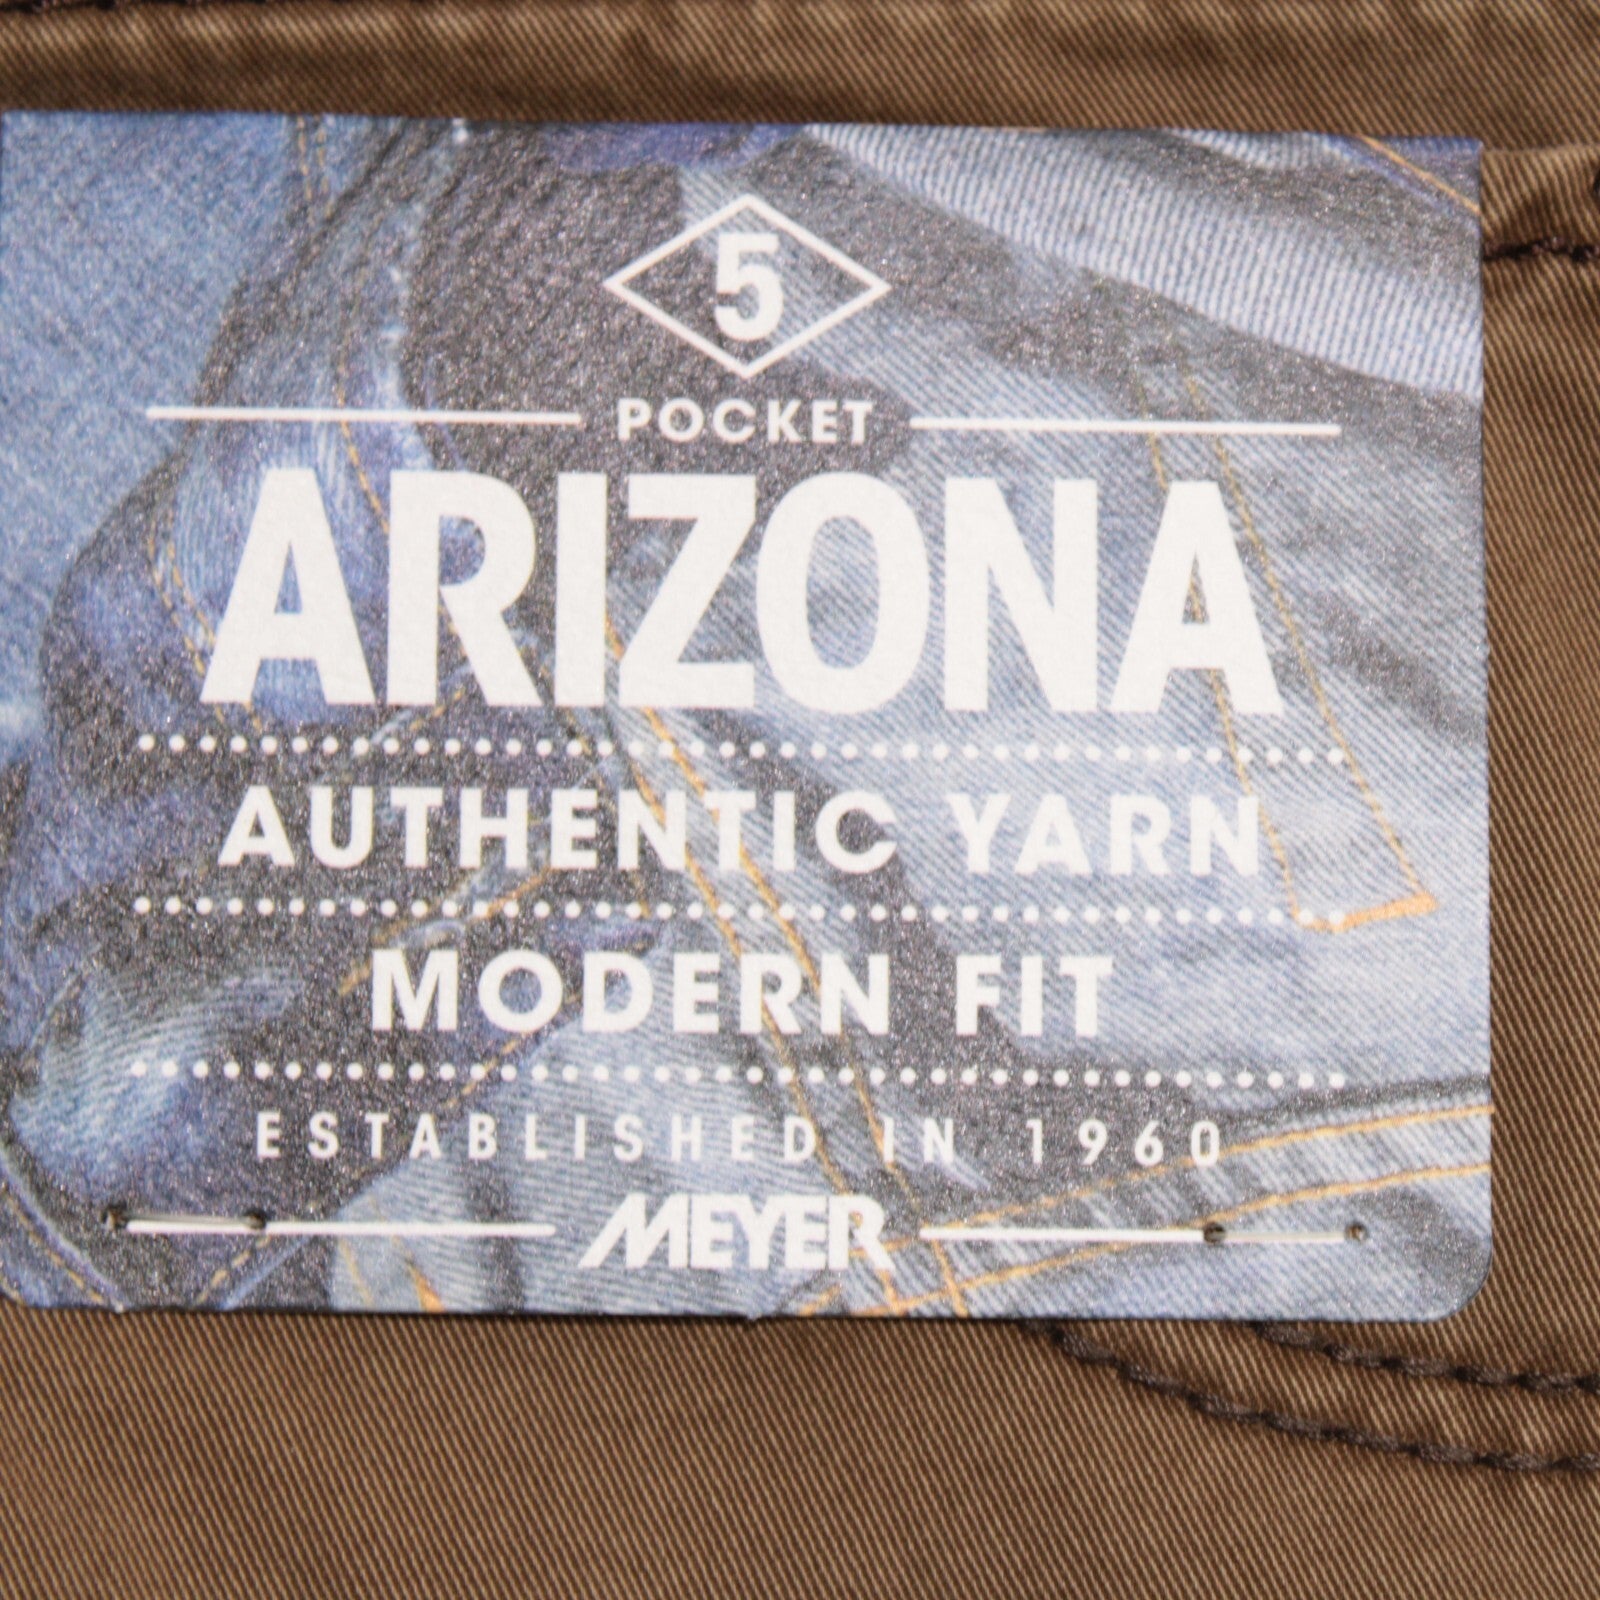 5
POCKET
ARIZONA
AUTHENTIC YARN
MODERN FIT
ESTABLISHED IN 1960
MEYER